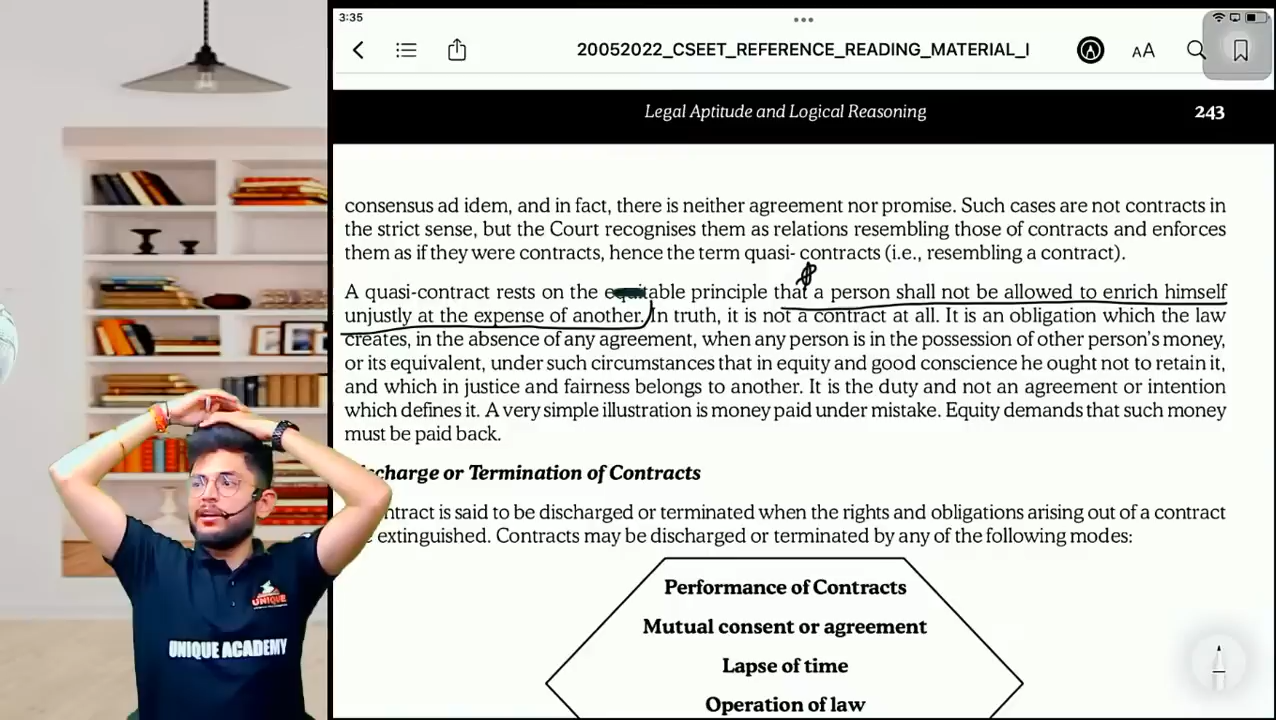 3:35
20052022_CSEET_REFERENCE_READING_MATERIAL_I
AA
Legal Aptitude and Logical Reasoning
243
consensus ad idem, and in fact, there is neither agreement nor promise. Such cases are not contracts in
the strict sense, but the Court recognises them as relations resembling those of contracts and enforces
them as if they were contracts, hence the term quasi- contracts (i.e., resembling a contract).
A quasi-contract rests on the equitable principle that a person shall not be allowed to enrich himself
unjustly at the expense of another. In truth, it is not a contract at all. It is an obligation which the law
creates, in the absence of any agreement, when any person is in the possession of other person's money,
or its equivalent, under such circumstances that in equity and good conscience he ought not to retain it,
and which in justice and fairness belongs to another. It is the duty and not an agreement or intention
which defines it. A very simple illustration is money paid under mistake. Equity demands that such money
must be paid back.
scharge or Termination of Contracts
ntract is said to be discharged or terminated when the rights and obligations arising out of a contract
extinguished. Contracts may be discharged or terminated by any of the following modes:
Performance of Contracts
Mutual consent or agreement
Lapse of time
Operation of law
UNIQUE
UNIQUE ACADEMY